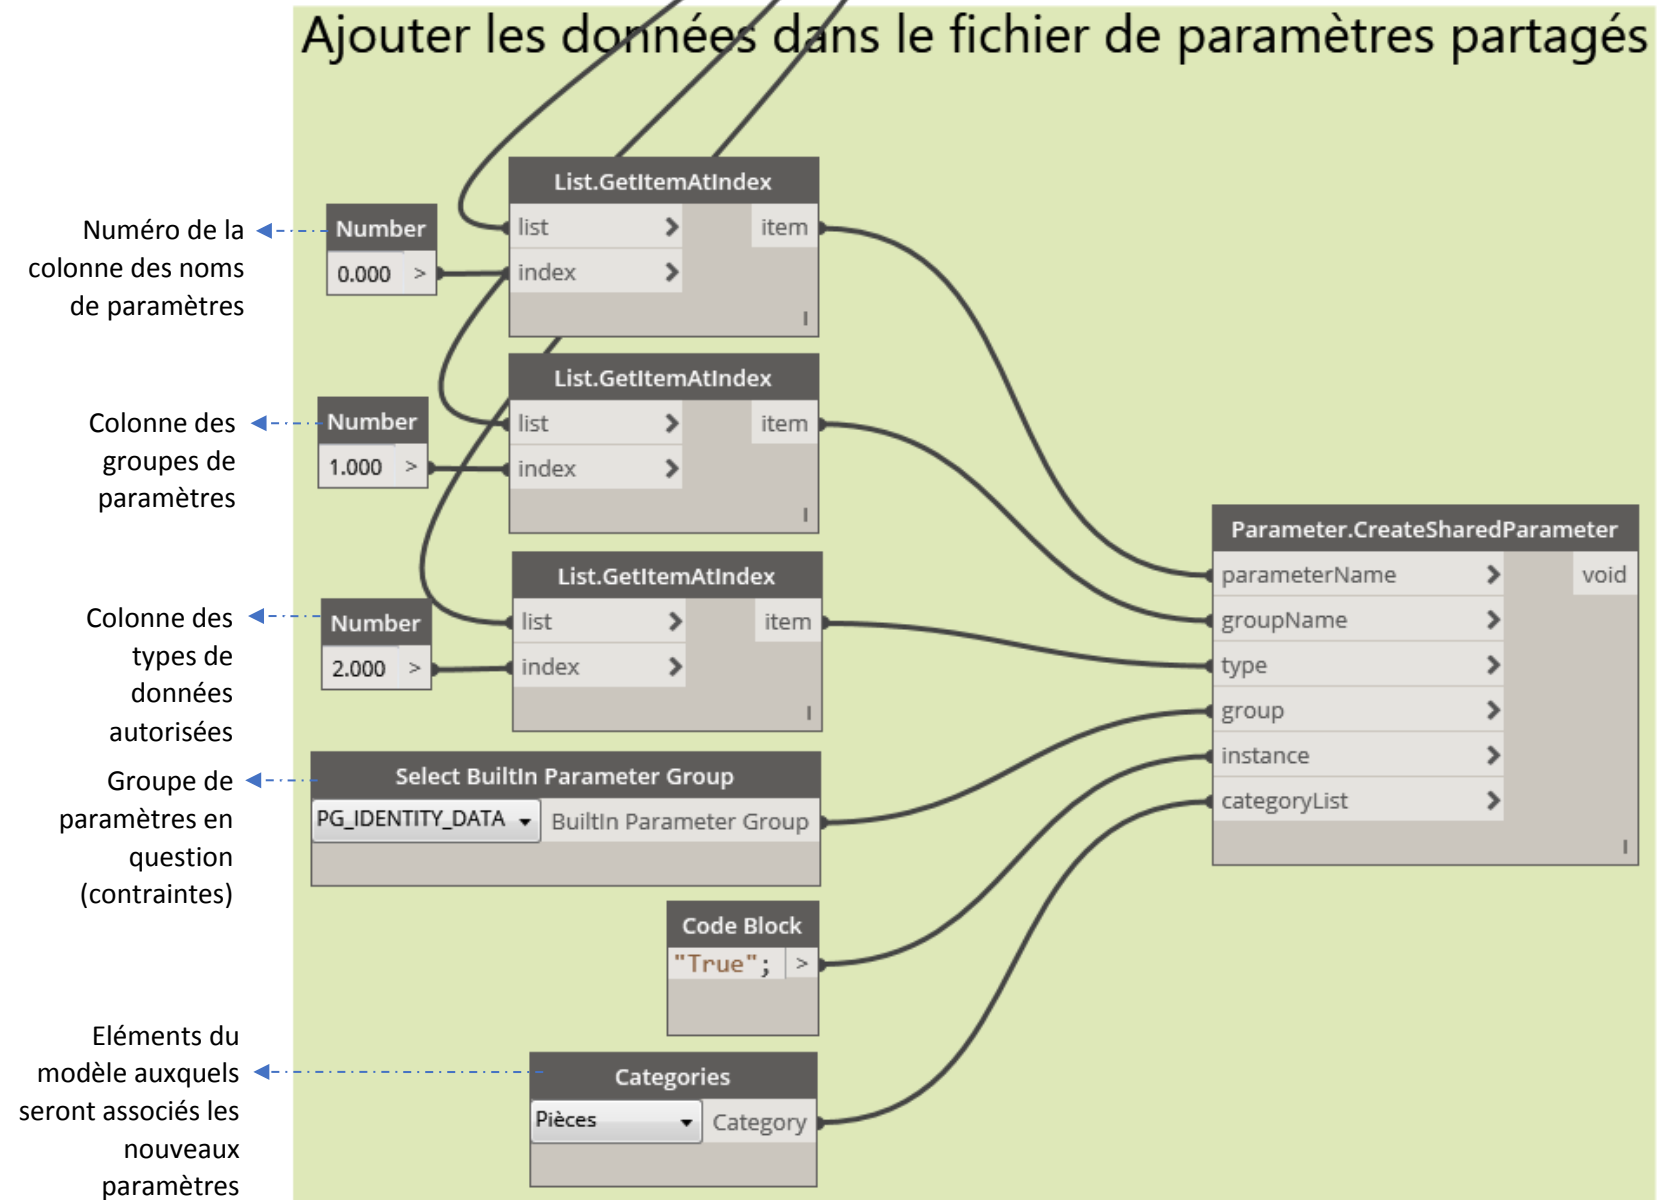 Ajouter les données dans le fichier de paramètres partagés
Numéro de la
colonne des noms
de paramètres
Number
0.000 >
List.GetItemAtIndex
list > item
index >
l
Colonne des
groupes de
paramètres
Number
1.000 >
List.GetItemAtIndex
list > item
index >
l
Colonne des
types de
données
autorisées
Number
2.000 >
List.GetItemAtIndex
list > item
index >
l
Groupe de
paramètres en
question
(contraintes)
Select BuiltIn Parameter Group
PG_IDENTITY_DATA BuiltIn Parameter Group
Code Block
"True"; >
Eléments du
modèle auxquels
seront associés les
nouveaux
paramètres
Categories
Pièces Category
Parameter.CreateSharedParameter
parameterName > void
groupName >
type >
group >
instance >
categoryList >
l